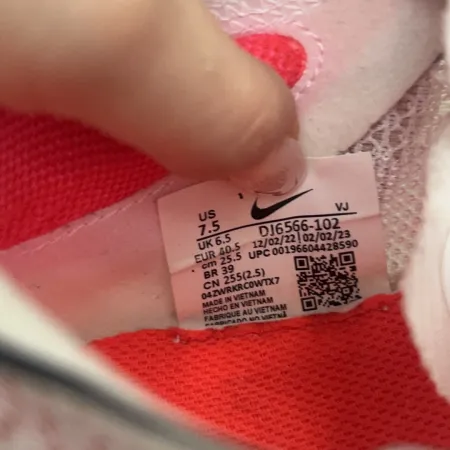 US
7.5 VJ
UK 6.5 DJ6566-102
EUR 40.5 12/02/22 02/02/23
cm 25.5 UPC 00196604428590
BR 39
CN 255(2.5)
04ZWRKRC0WTX7
MADE IN VIETNAM
HECHO EN VIETNAM
FABRIQUE AU VIETNAM
FABRICADO NO VIETNÃ